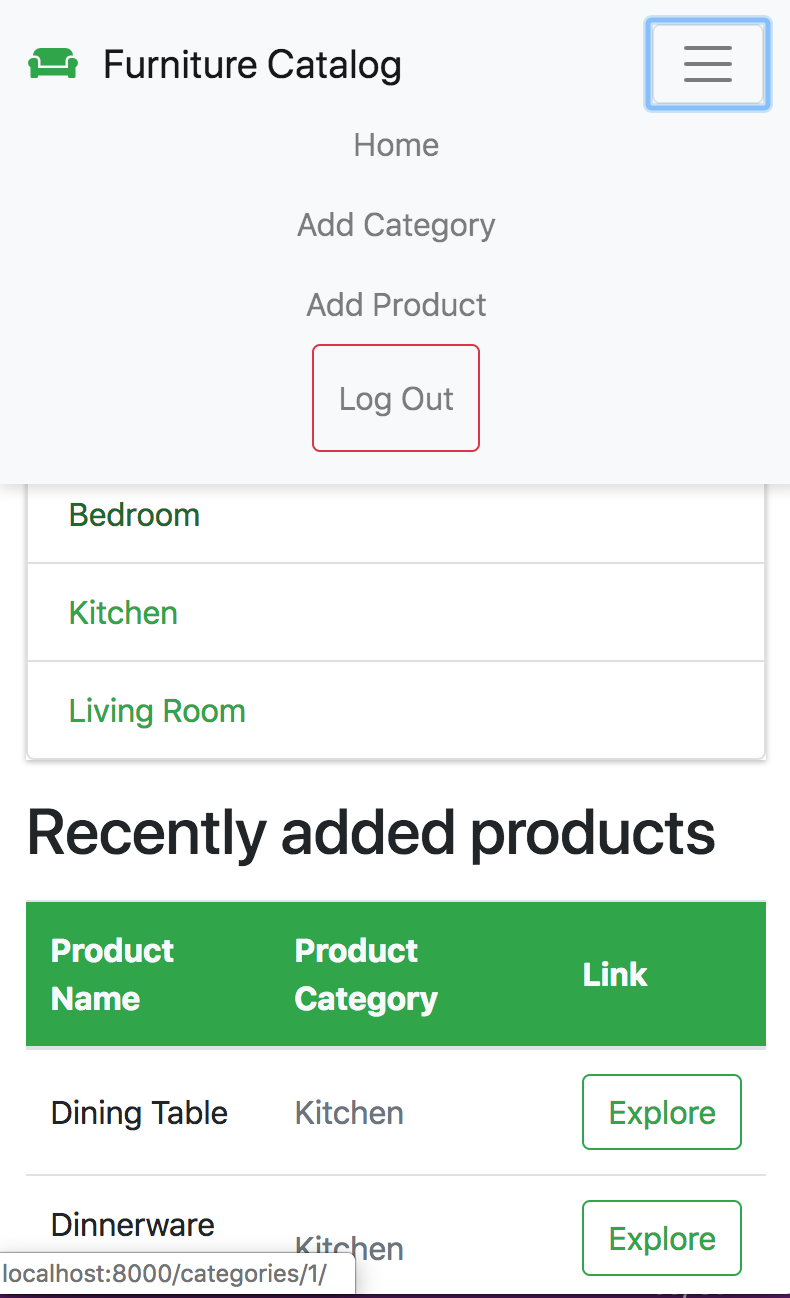 Furniture Catalog
Home
Add Category
Add Product
Log Out
Bedroom
Kitchen
Living Room
Recently added products
Product Name
Product Category
Link
Dining Table
Kitchen
Explore
Dinnerware
Kitchen
Explore
localhost:8000/categories/1/